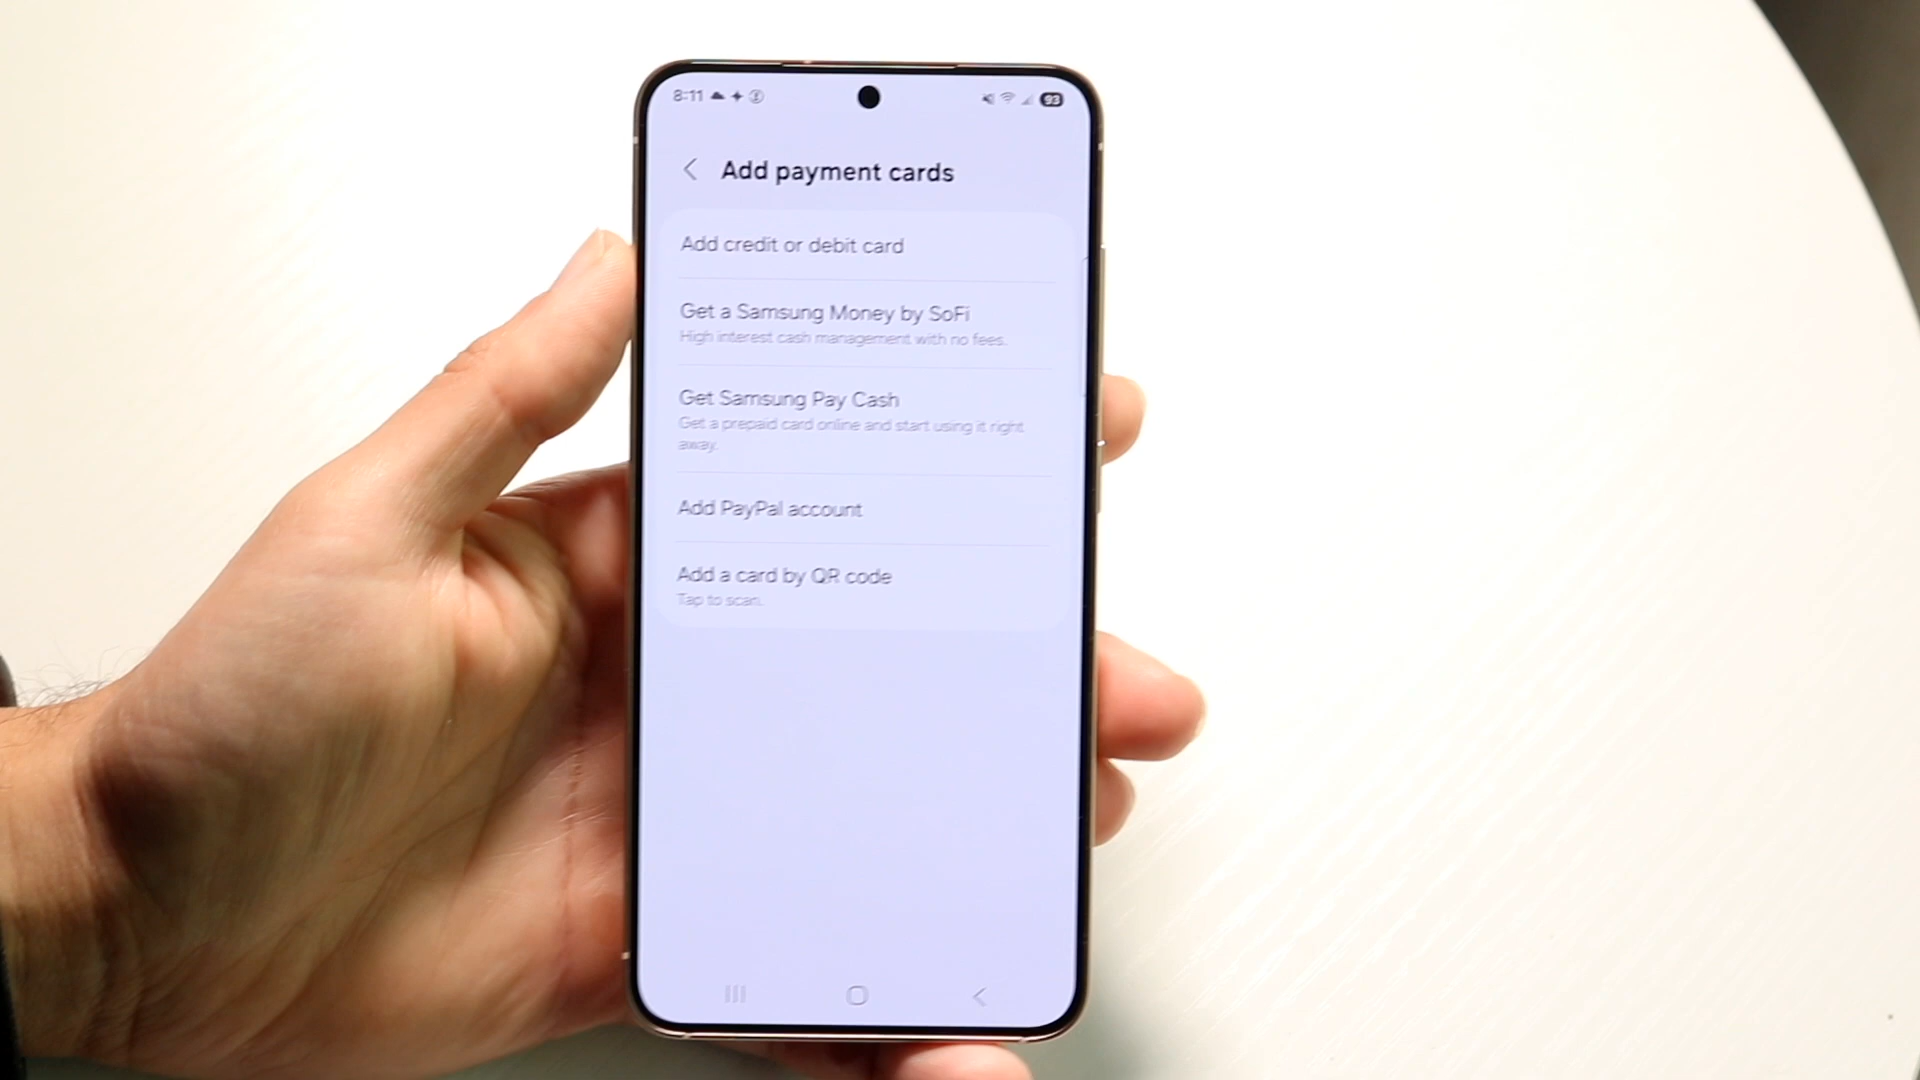 8:11
93
Add payment cards
Add credit or debit card
Get a Samsung Money by SoFi
High interest cash management with no fees.
Get Samsung Pay Cash
Get a prepaid card online and start using it right
away.
Add PayPal account
Add a card by QR code
Tap to scan.